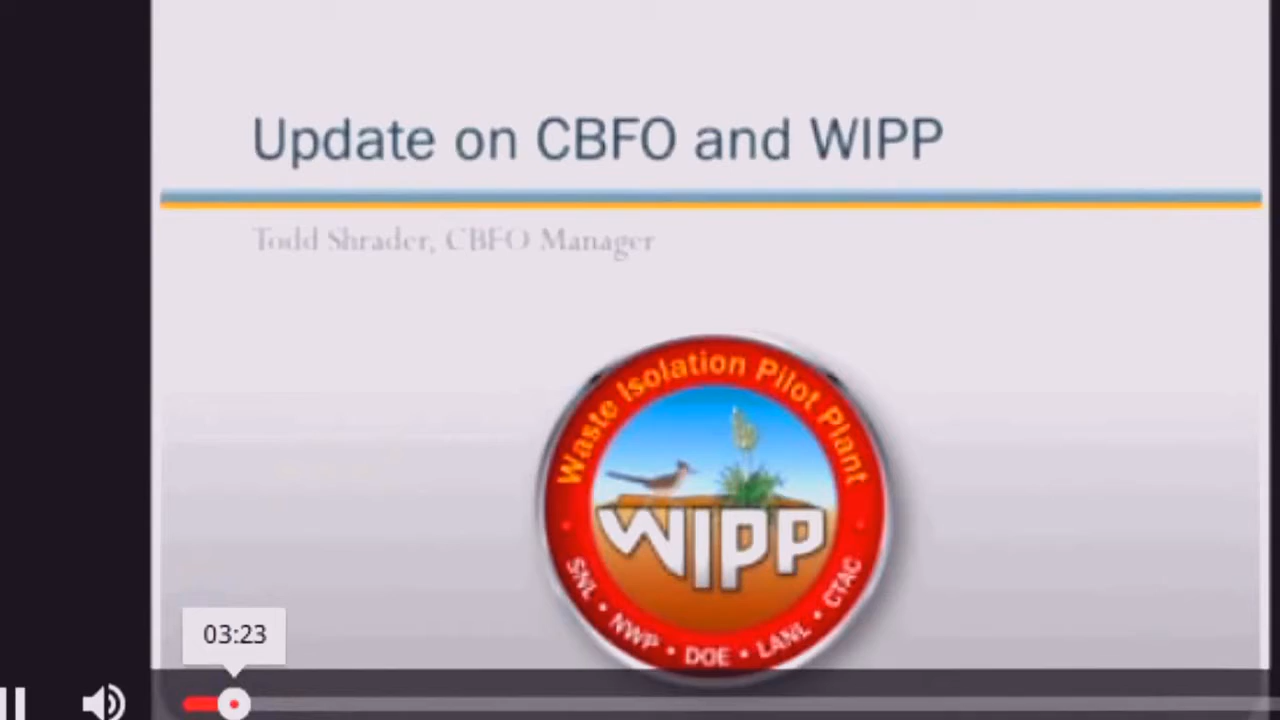 Update on CBFO and WIPP
Todd Shrader, CBFO Manager
Waste Isolation Pilot Plant
WIPP
SNL • NWP • DOE • LANL • CTAC
03:23